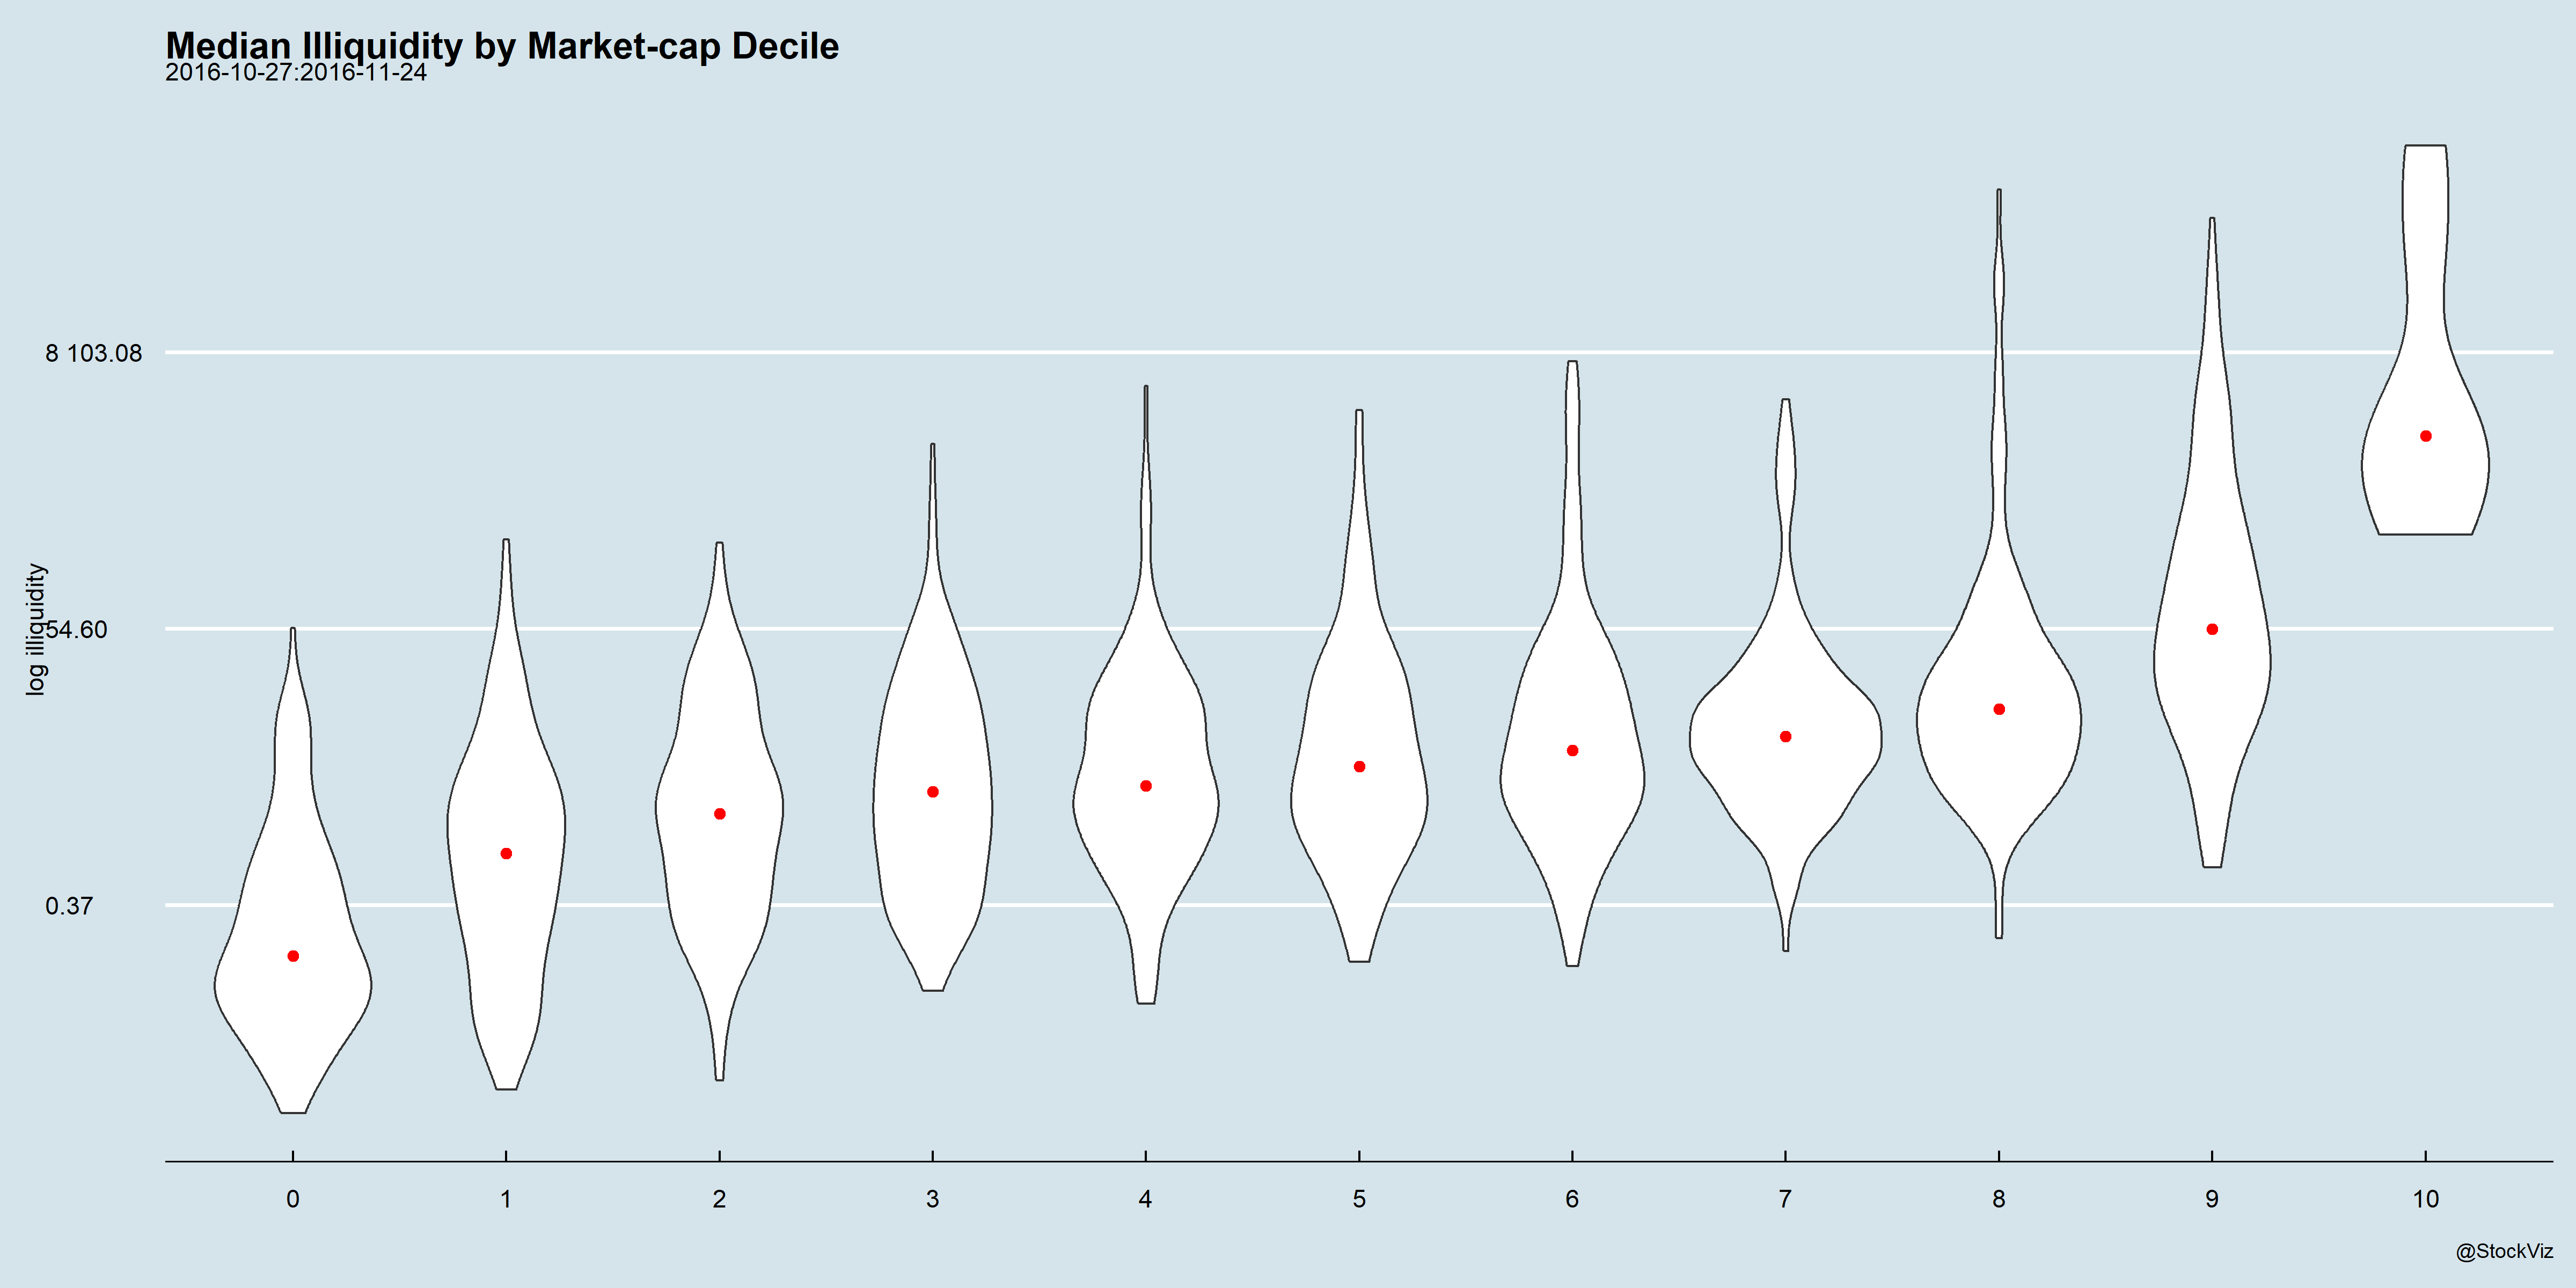 Median Illiquidity by Market-cap Decile
2016-10-27:2016-11-24
log illiquidity
8 103.08
54.60
0.37
0 1 2 3 4 5 6 7 8 9 10
@StockViz